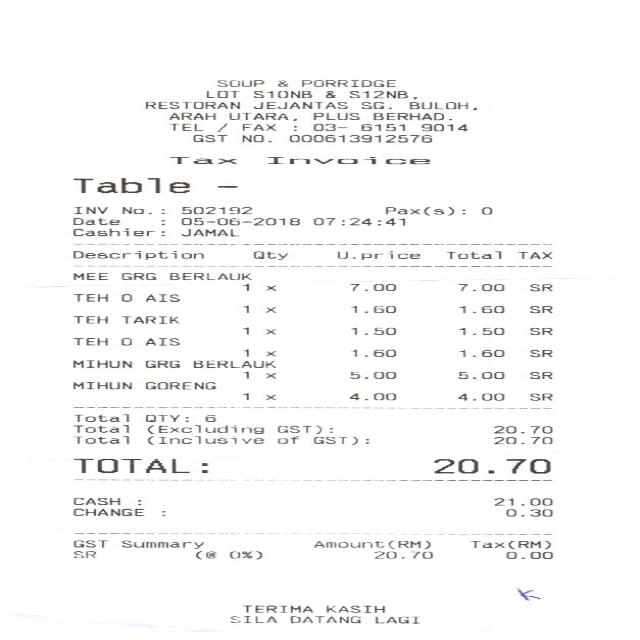 SOUP & PORRIDGE
LOT S10NB & S12NB,
RESTORAN JEJANTAS SG. BULOH,
ARAH UTARA, PLUS BERHAD.
TEL / FAX : 03- 6151 9014
GST NO. 000613912576
Tax Invoice
Table -
INV No.: 502192 Pax(s): 0
Date : 05-06-2018 07:24:41
Cashier: JAMAL
Description Qty U.price Total TAX
MEE GRG BERLAUK
1 x 7.00 7.00 SR
TEH O AIS
1 x 1.60 1.60 SR
TEH TARIK
1 x 1.50 1.50 SR
TEH O AIS
1 x 1.60 1.60 SR
MIHUN GRG BERLAUK
1 x 5.00 5.00 SR
MIHUN GORENG
1 x 4.00 4.00 SR
Total QTY: 6
Total (Excluding GST): 20.70
Total (Inclusive of GST): 20.70
TOTAL: 20.70
CASH : 21.00
CHANGE : 0.30
GST Summary Amount(RM) Tax(RM)
SR (@ 0%) 20.70 0.00
K
TERIMA KASIH
SILA DATANG LAGI